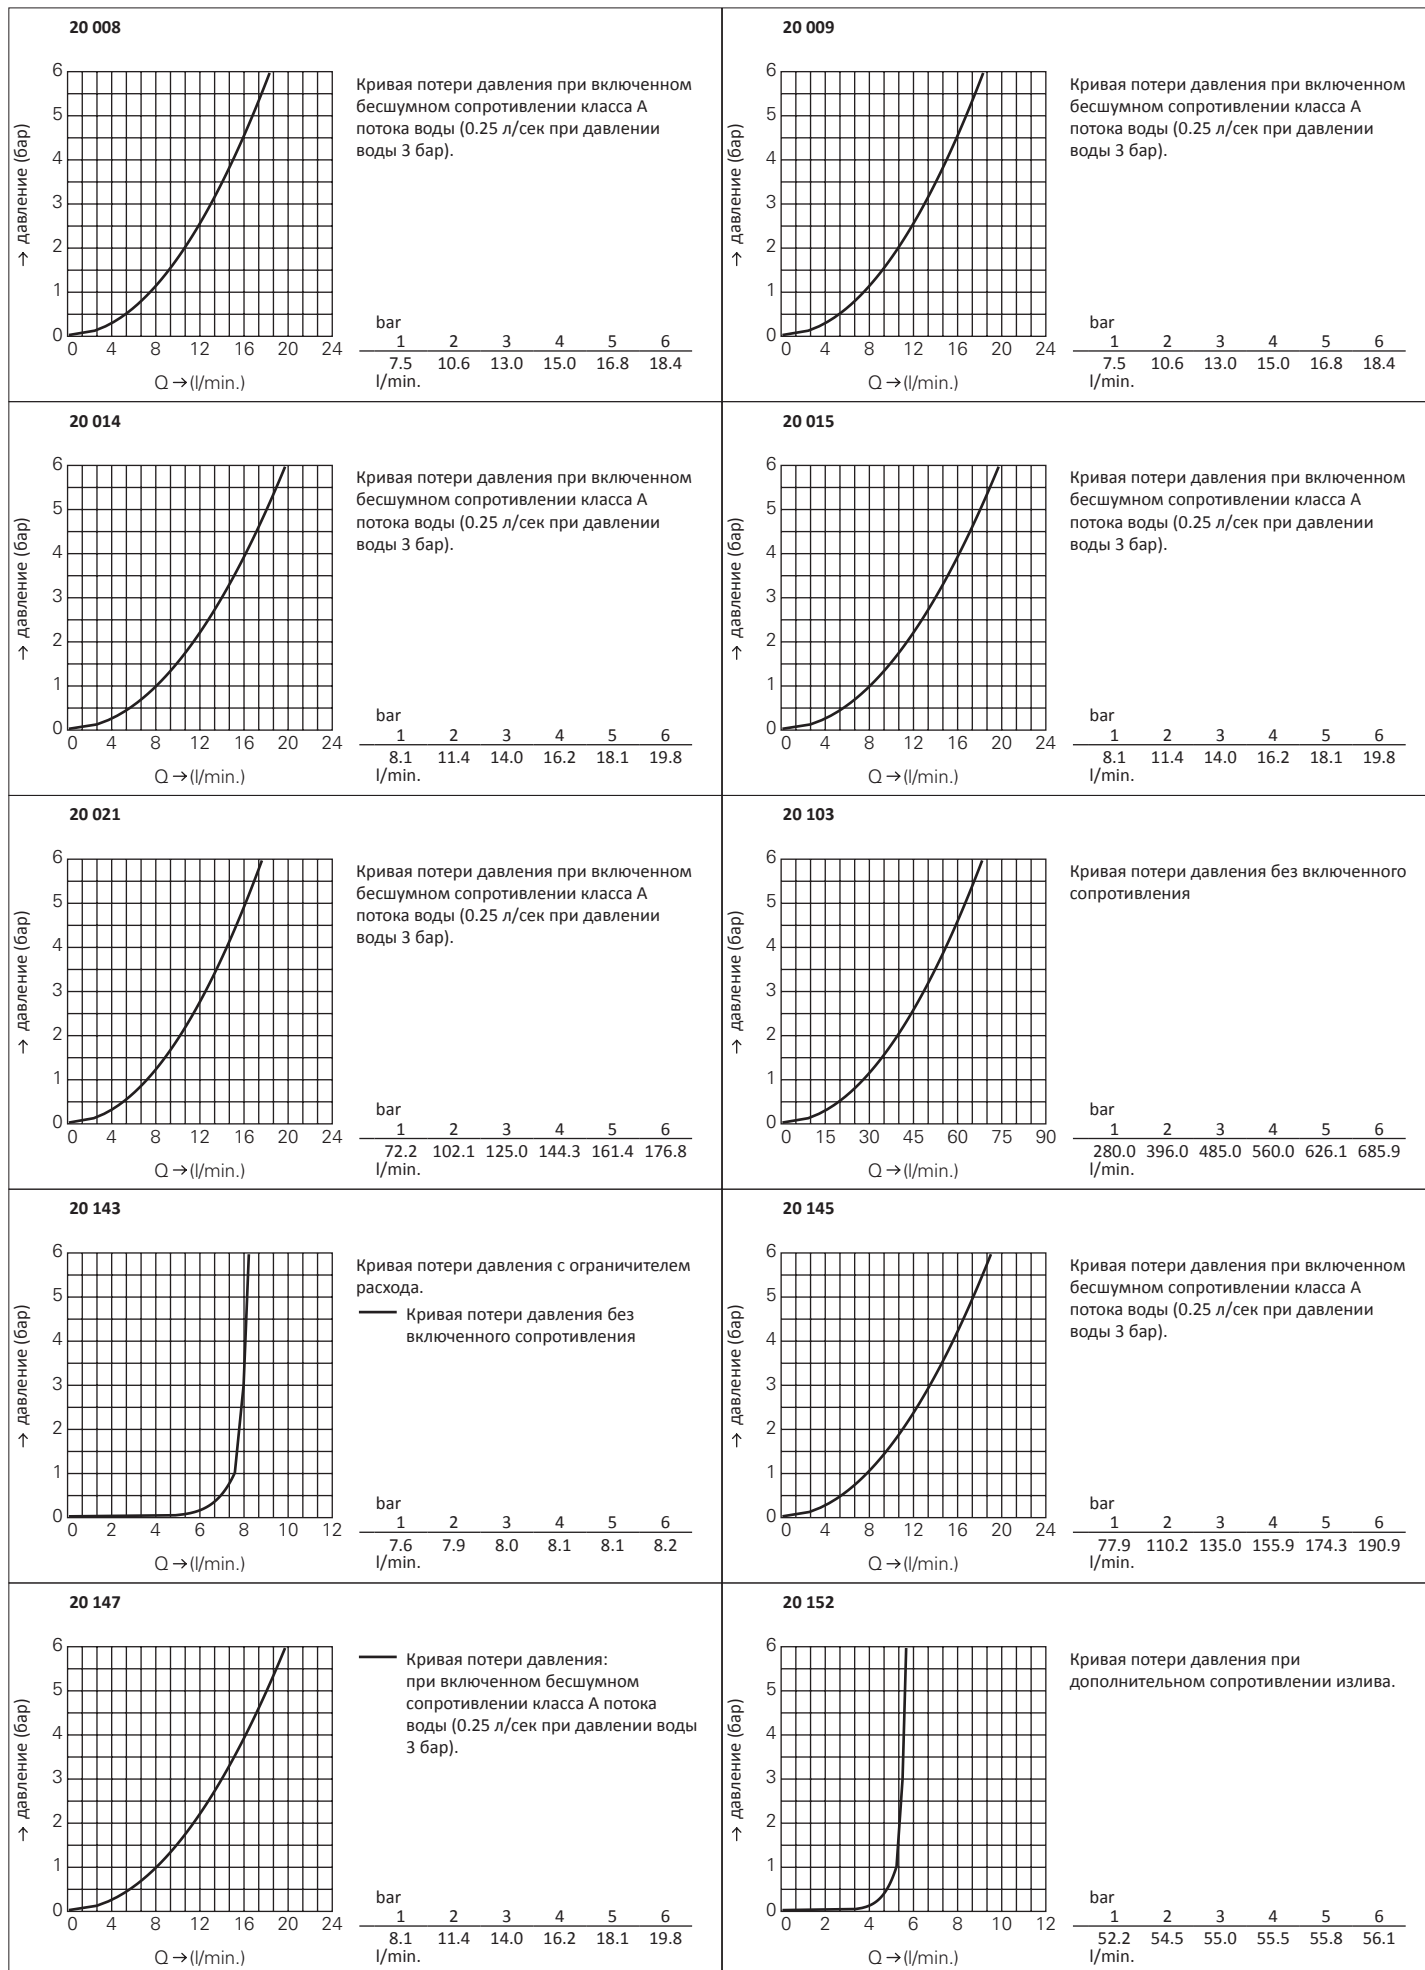 20 008
6
5
4
3
2
1
0
0 4 8 12 16 20 24
→ давление (бар)
Q → (l/min.)
Кривая потери давления при включенном
бесшумном сопротивлении класса А
потока воды (0.25 л/сек при давлении
воды 3 бар).
bar
1 2 3 4 5 6
7.5 10.6 13.0 15.0 16.8 18.4
l/min.
20 009
6
5
4
3
2
1
0
0 4 8 12 16 20 24
→ давление (бар)
Q → (l/min.)
Кривая потери давления при включенном
бесшумном сопротивлении класса А
потока воды (0.25 л/сек при давлении
воды 3 бар).
bar
1 2 3 4 5 6
7.5 10.6 13.0 15.0 16.8 18.4
l/min.
20 014
6
5
4
3
2
1
0
0 4 8 12 16 20 24
→ давление (бар)
Q → (l/min.)
Кривая потери давления при включенном
бесшумном сопротивлении класса А
потока воды (0.25 л/сек при давлении
воды 3 бар).
bar
1 2 3 4 5 6
8.1 11.4 14.0 16.2 18.1 19.8
l/min.
20 015
6
5
4
3
2
1
0
0 4 8 12 16 20 24
→ давление (бар)
Q → (l/min.)
Кривая потери давления при включенном
бесшумном сопротивлении класса А
потока воды (0.25 л/сек при давлении
воды 3 бар).
bar
1 2 3 4 5 6
8.1 11.4 14.0 16.2 18.1 19.8
l/min.
20 021
6
5
4
3
2
1
0
0 4 8 12 16 20 24
→ давление (бар)
Q → (l/min.)
Кривая потери давления при включенном
бесшумном сопротивлении класса А
потока воды (0.25 л/сек при давлении
воды 3 бар).
bar
1 2 3 4 5 6
72.2 102.1 125.0 144.3 161.4 176.8
l/min.
20 103
6
5
4
3
2
1
0
0 15 30 45 60 75 90
→ давление (бар)
Q → (l/min.)
Кривая потери давления без включенного
сопротивления
bar
1 2 3 4 5 6
280.0 396.0 485.0 560.0 626.1 685.9
l/min.
20 143
6
5
4
3
2
1
0
0 2 4 6 8 10 12
→ давление (бар)
Q → (l/min.)
Кривая потери давления с ограничителем
расхода.
Кривая потери давления без
включенного сопротивления
bar
1 2 3 4 5 6
7.6 7.9 8.0 8.1 8.1 8.2
l/min.
20 145
6
5
4
3
2
1
0
0 4 8 12 16 20 24
→ давление (бар)
Q → (l/min.)
Кривая потери давления при включенном
бесшумном сопротивлении класса А
потока воды (0.25 л/сек при давлении
воды 3 бар).
bar
1 2 3 4 5 6
77.9 110.2 135.0 155.9 174.3 190.9
l/min.
20 147
6
5
4
3
2
1
0
0 4 8 12 16 20 24
→ давление (бар)
Q → (l/min.)
Кривая потери давления:
при включенном бесшумном
сопротивлении класса А потока
воды (0.25 л/сек при давлении воды
3 бар).
bar
1 2 3 4 5 6
8.1 11.4 14.0 16.2 18.1 19.8
l/min.
20 152
6
5
4
3
2
1
0
0 2 4 6 8 10 12
→ давление (бар)
Q → (l/min.)
Кривая потери давления при
дополнительном сопротивлении излива.
bar
1 2 3 4 5 6
52.2 54.5 55.0 55.5 55.8 56.1
l/min.